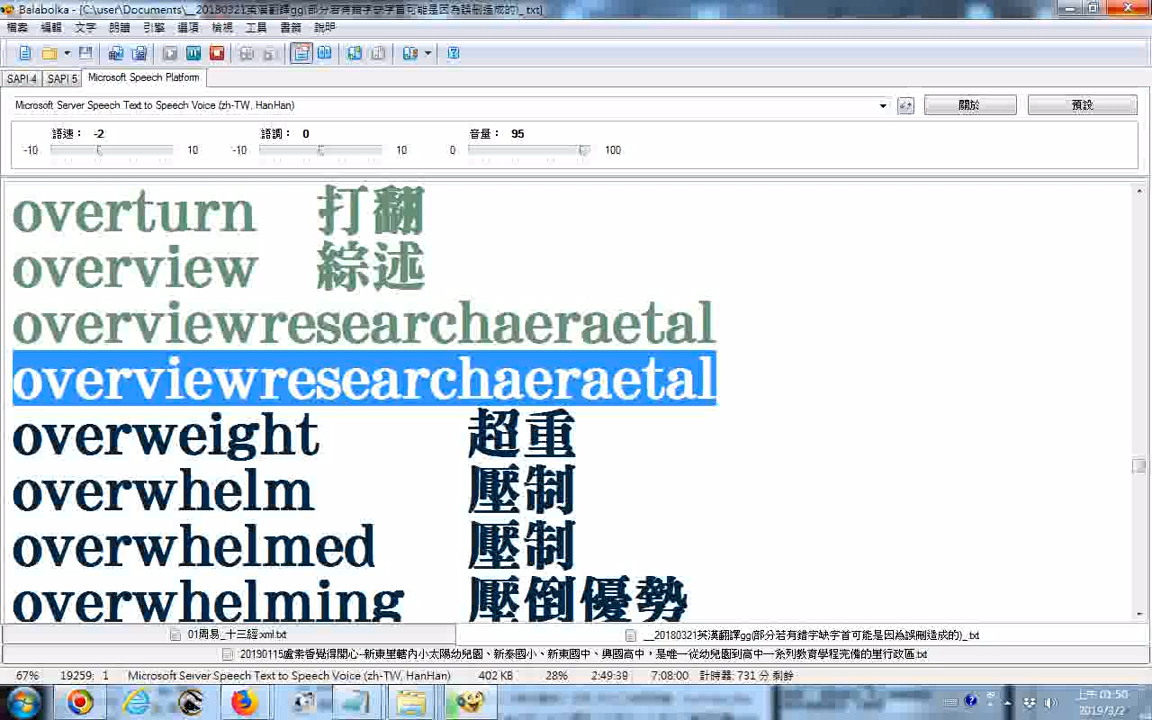 Balabolka - [C:\user\Documents\__20180321英漢翻譯gg(部分若有錯字缺字首可能是因為誤刪造成的)_.txt]
檔案 編輯 文字 朗讀 引擎 選項 檢視 工具 書籤 說明
SAPI 4 SAPI 5 Microsoft Speech Platform
Microsoft Server Speech Text to Speech Voice (zh-TW, HanHan) 關於 預設
語速： -2 語調： 0 音量： 95
-10 10 -10 10 0 100
overturn 打翻
overview 綜述
overviewresearchaeraetal
overviewresearchaeraetal
overweight 超重
overwhelm 壓制
overwhelmed 壓制
overwhelming 壓倒優勢
01周易_十三經.xml.txt __20180321英漢翻譯gg(部分若有錯字缺字首可能是因為誤刪造成的)_.txt
20190115盧素香覺得開心-新東里轄內小太陽幼兒園、新泰國小、新東國中、興國高中，是唯一從幼兒園到高中一系列教育學程完備的里行政區.txt
67% 19259: 1 Microsoft Server Speech Text to Speech Voice (zh-TW, HanHan) 402 KB 28% 2:49:39 7:08:00 計時器: 731 分 剩餘
上午 01:50
2019/3/2